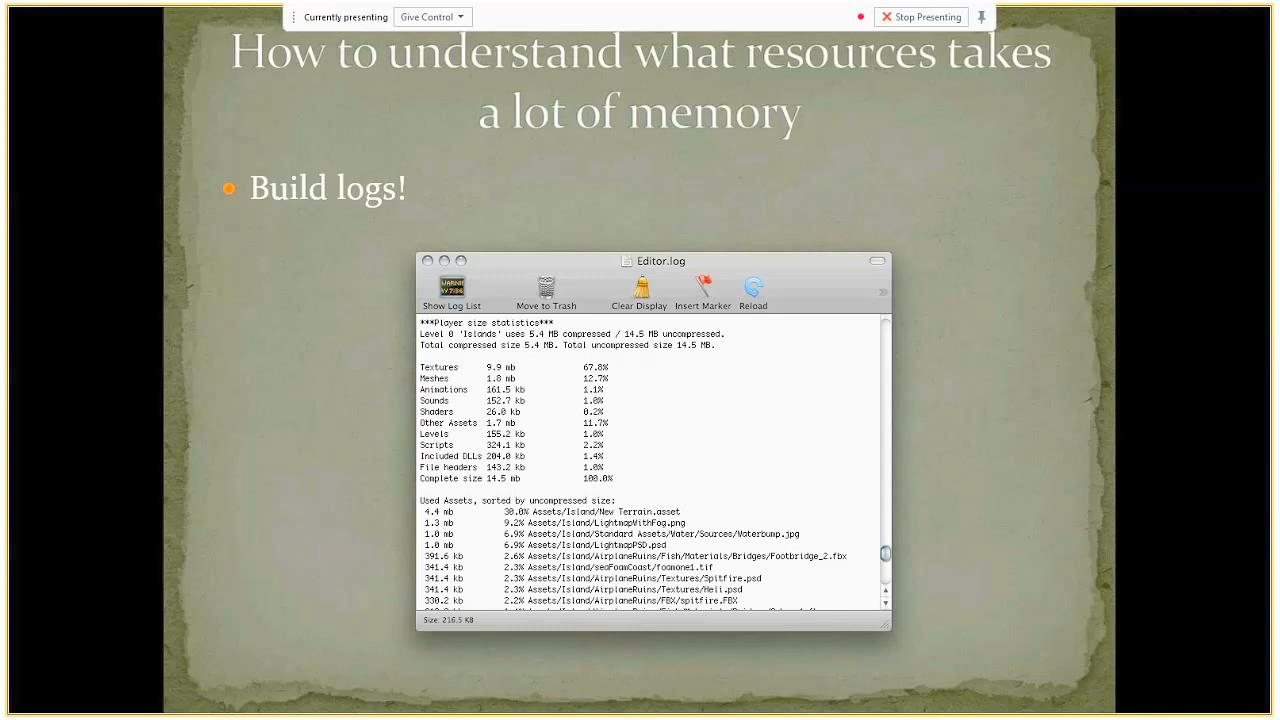 Currently presenting Give Control Stop Presenting
How to understand what resources takes
a lot of memory
Build logs!
Editor.log
Show Log List Move to Trash Clear Display Insert Marker Reload
***Player size statistics***
Level 0 'Islands' uses 5.4 MB compressed / 14.5 MB uncompressed.
Total compressed size 5.4 MB. Total uncompressed size 14.5 MB.
Textures 9.9 mb 67.8%
Meshes 1.8 mb 12.7%
Animations 161.5 kb 1.1%
Sounds 152.7 kb 1.0%
Shaders 26.0 kb 0.2%
Other Assets 1.7 mb 11.7%
Levels 155.2 kb 1.0%
Scripts 324.1 kb 2.2%
Included DLLs 204.0 kb 1.4%
File headers 143.2 kb 1.0%
Complete size 14.5 mb 100.0%
Used Assets, sorted by uncompressed size:
4.4 mb 30.0% Assets/Island/New Terrain.asset
1.3 mb 9.2% Assets/Island/LightmapWithFog.png
1.0 mb 6.9% Assets/Island/Standard Assets/Water/Sources/Waterbump.jpg
1.0 mb 6.9% Assets/Island/LightmapPSD.psd
391.6 kb 2.6% Assets/Island/AirplaneRuins/Fish/Materials/Bridges/Footbridge_2.fbx
341.4 kb 2.3% Assets/Island/seaFoamCoast/foamone1.tif
341.4 kb 2.3% Assets/Island/AirplaneRuins/Textures/Spitfire.psd
341.4 kb 2.3% Assets/Island/AirplaneRuins/Textures/Heli.psd
330.2 kb 2.2% Assets/Island/AirplaneRuins/FBX/spitfire.FBX
Size: 216.5 KB